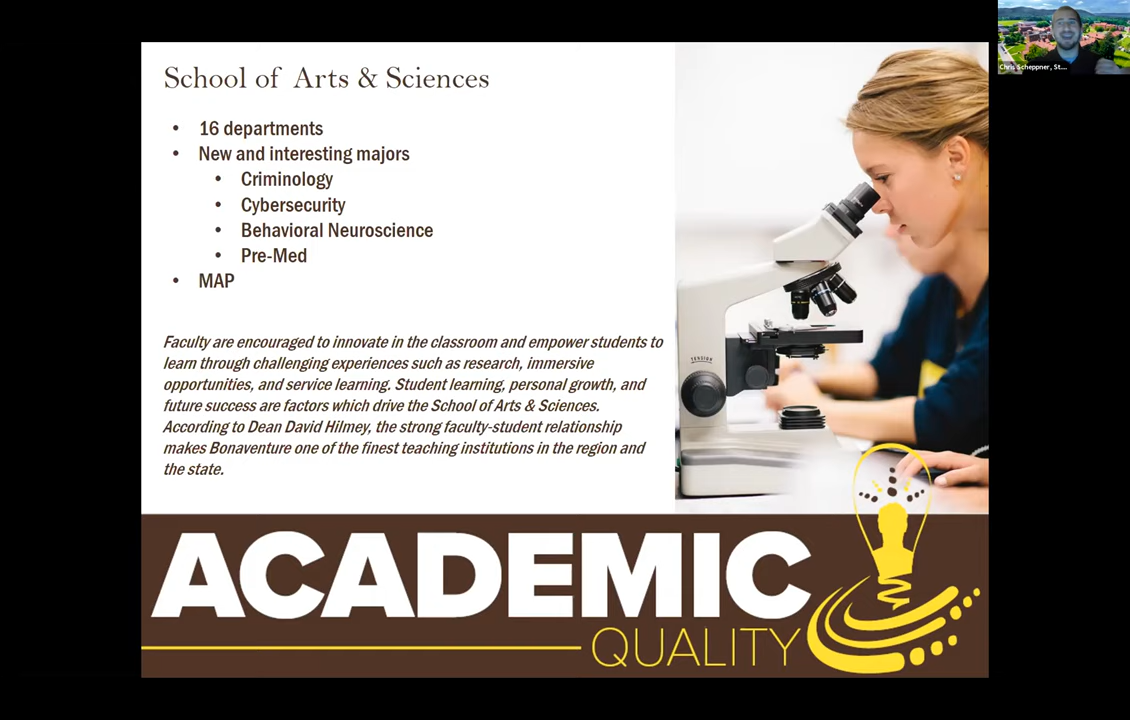 School of Arts & Sciences
• 16 departments
• New and interesting majors
• Criminology
• Cybersecurity
• Behavioral Neuroscience
• Pre-Med
• MAP
Faculty are encouraged to innovate in the classroom and empower students to
learn through challenging experiences such as research, immersive
opportunities, and service learning. Student learning, personal growth, and
future success are factors which drive the School of Arts & Sciences.
According to Dean David Hilmey, the strong faculty-student relationship
makes Bonaventure one of the finest teaching institutions in the region and
the state.
ACADEMIC
QUALITY
TENSION
Chris Scheppner, St...